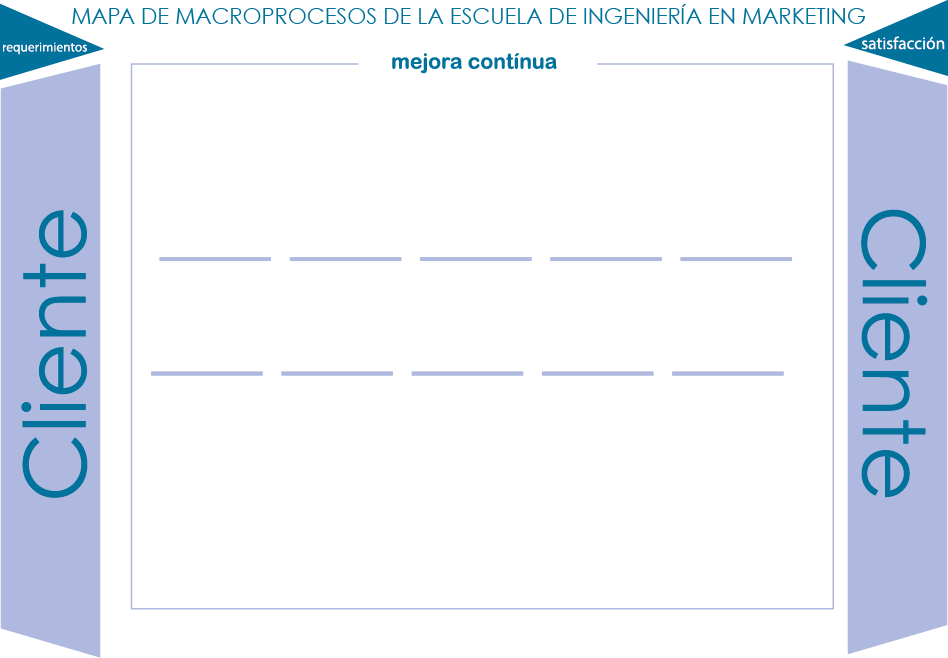 MAPA DE MACROPROCESOS DE LA ESCUELA DE INGENIERÍA EN MARKETING
requerimientos
satisfacción
mejora contínua
Cliente
Cliente